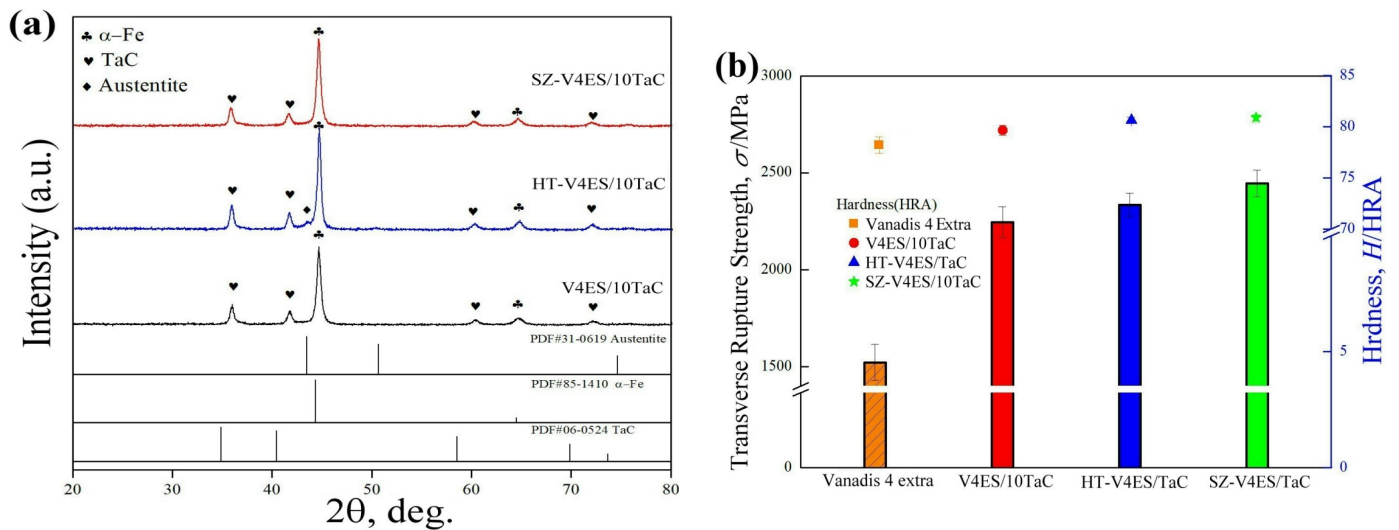 (a)
♣ α–Fe
♥ TaC
◆ Austentite
SZ-V4ES/10TaC
HT-V4ES/10TaC
V4ES/10TaC
PDF#31-0619 Austentite
PDF#85-1410 α–Fe
PDF#06-0524 TaC
Intensity (a.u.)
20 30 40 50 60 70 80
2θ, deg.
(b)
Transverse Rupture Strength, σ/MPa
3000
2500
2000
1500
0
Hardness(HRA)
Vanadis 4 Extra
V4ES/10TaC
HT-V4ES/TaC
SZ-V4ES/10TaC
85
80
75
70
5
0
Hrdness, H/HRA
Vanadis 4 extra V4ES/10TaC HT-V4ES/TaC SZ-V4ES/TaC